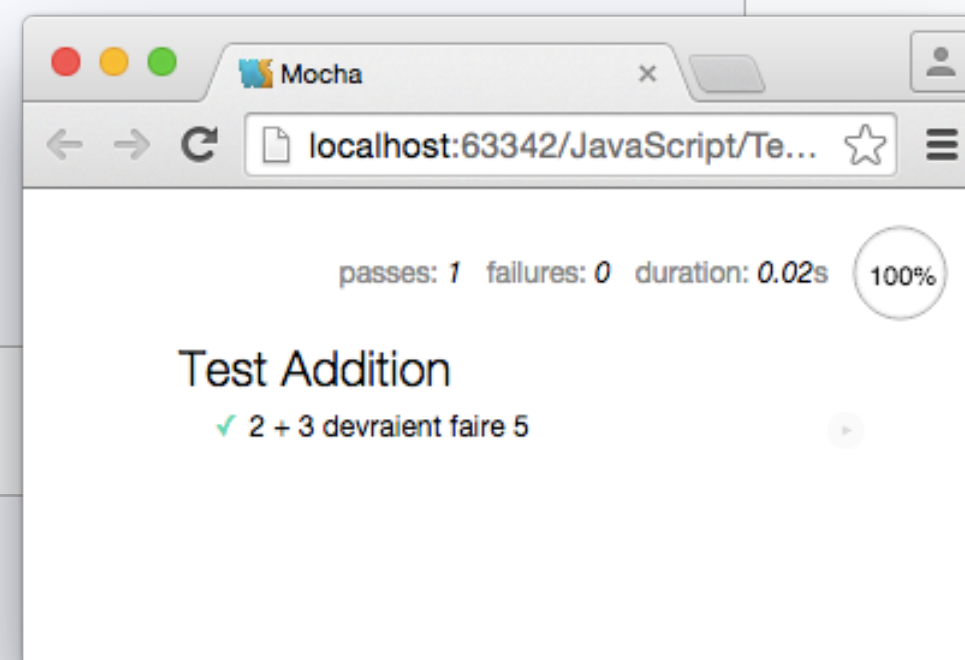 Mocha
localhost:63342/JavaScript/Te...
passes: 1 failures: 0 duration: 0.02s 100%
Test Addition
✓ 2 + 3 devraient faire 5